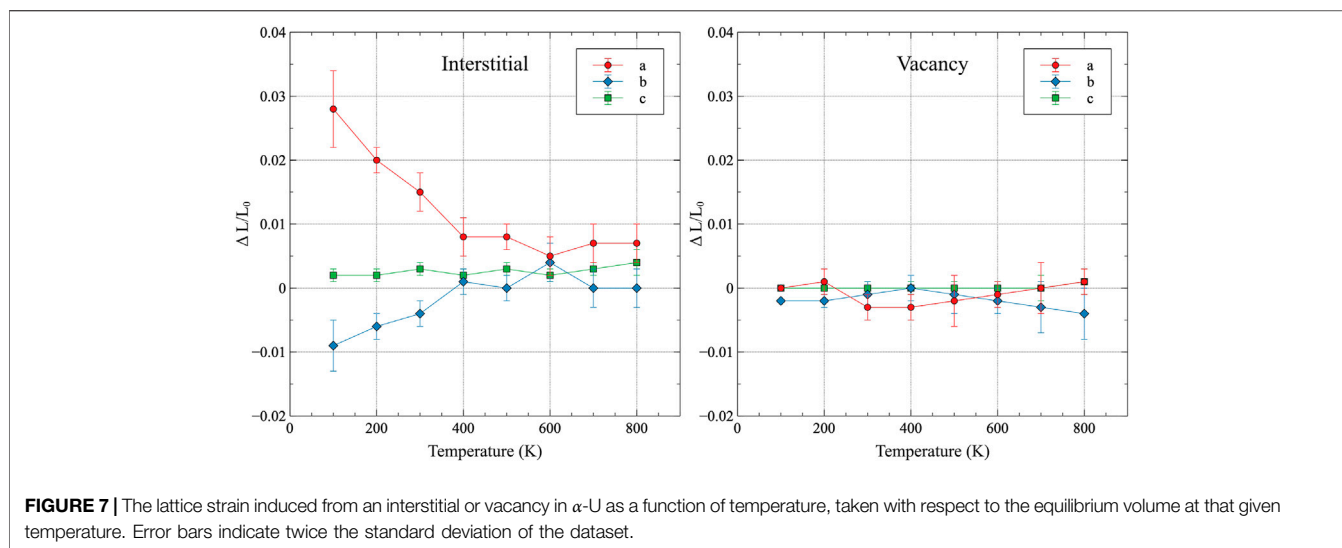 0.04
0.03
0.02
0.01
0
−0.01
−0.02
Δ L/L0
Interstitial
a
b
c
0
200
400
600
800
Temperature (K)
0.04
0.03
0.02
0.01
0
−0.01
−0.02
Δ L/L0
Vacancy
a
b
c
0
200
400
600
800
Temperature (K)
FIGURE 7 | The lattice strain induced from an interstitial or vacancy in α-U as a function of temperature, taken with respect to the equilibrium volume at that given
temperature. Error bars indicate twice the standard deviation of the dataset.